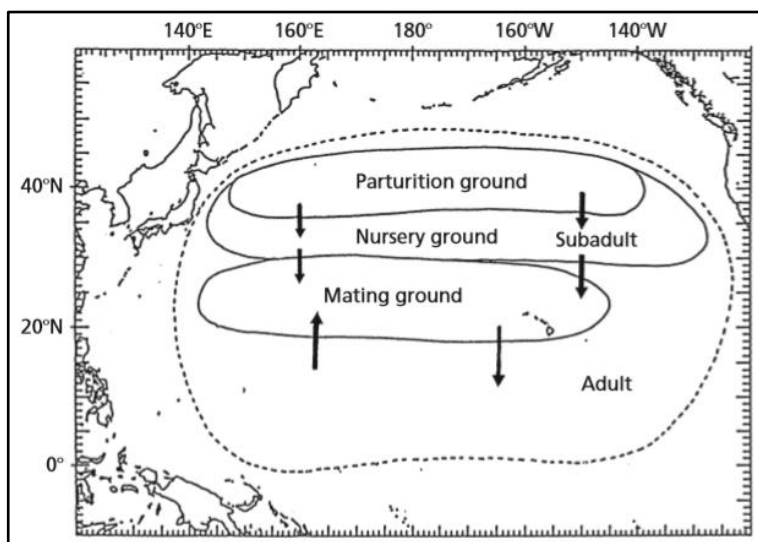 140°E 160°E 180° 160°W 140°W
40°N
20°N
0°
Parturition ground
Nursery ground Subadult
Mating ground
Adult